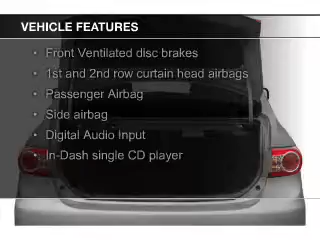 VEHICLE FEATURES
• Front Ventilated disc brakes
• 1st and 2nd row curtain head airbags
• Passenger Airbag
• Side airbag
• Digital Audio Input
• In-Dash single CD player